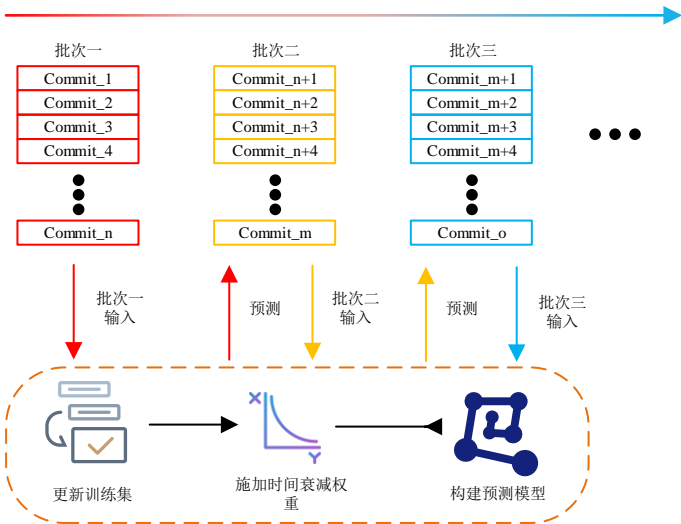 批次一
批次二
批次三
Commit_1
Commit_2
Commit_3
Commit_4
Commit_n
Commit_n+1
Commit_n+2
Commit_n+3
Commit_n+4
Commit_m
Commit_m+1
Commit_m+2
Commit_m+3
Commit_m+4
Commit_o
批次一
输入
预测
批次二
输入
预测
批次三
输入
X
Y
更新训练集
施加时间衰减权
重
构建预测模型